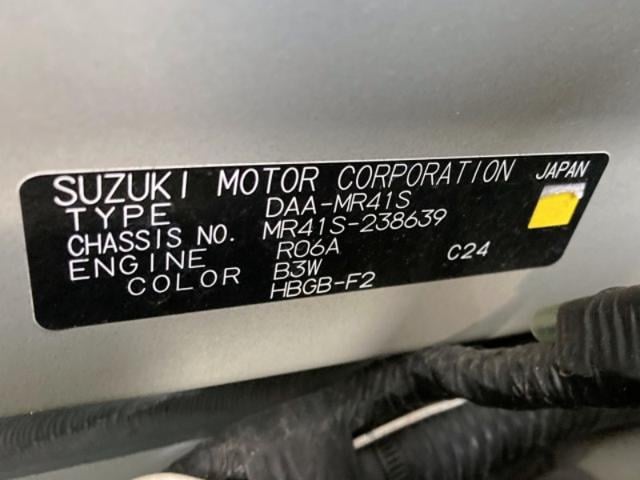 SUZUKI MOTOR CORPORATION JAPAN
TYPE DAA-MR41S
CHASSIS NO. MR41S-238639
ENGINE R06A C24
COLOR B3W
HBGB-F2